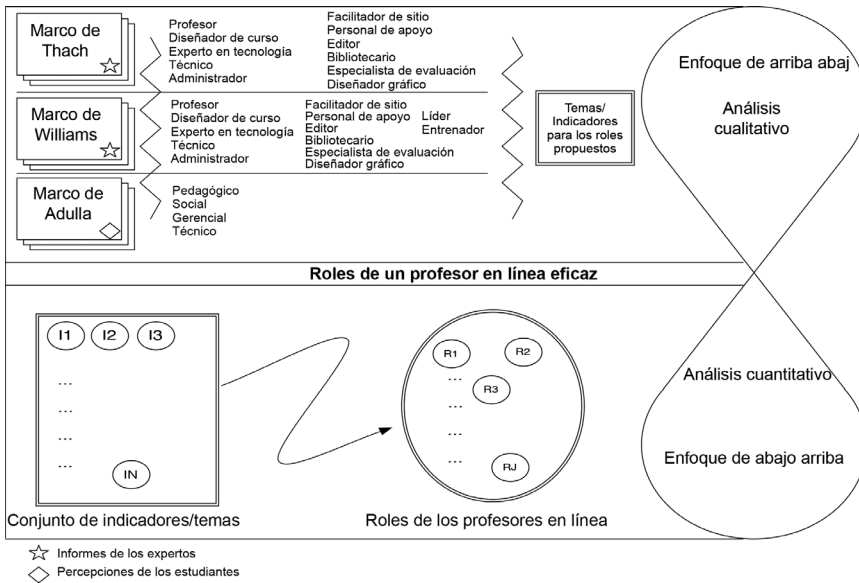 Marco de
Thach
Profesor
Diseñador de curso
Experto en tecnología
Técnico
Administrador
Facilitador de sitio
Personal de apoyo
Editor
Bibliotecario
Especialista de evaluación
Diseñador gráfico
Marco de
Williams
Profesor
Diseñador de curso
Experto en tecnología
Técnico
Administrador
Facilitador de sitio
Personal de apoyo
Editor
Bibliotecario
Especialista de evaluación
Diseñador gráfico
Líder
Entrenador
Marco de
Adulla
Pedagógico
Social
Gerencial
Técnico
Temas/
Indicadores
para los roles
propuestos
Enfoque de arriba abaj
Análisis
cualitativo
Roles de un profesor en línea eficaz
I1 I2 I3
...
...
...
...
IN
Conjunto de indicadores/temas
R1 R2
...
R3
...
...
...
RJ
Roles de los profesores en línea
Análisis cuantitativo
Enfoque de abajo arriba
Informes de los expertos
Percepciones de los estudiantes